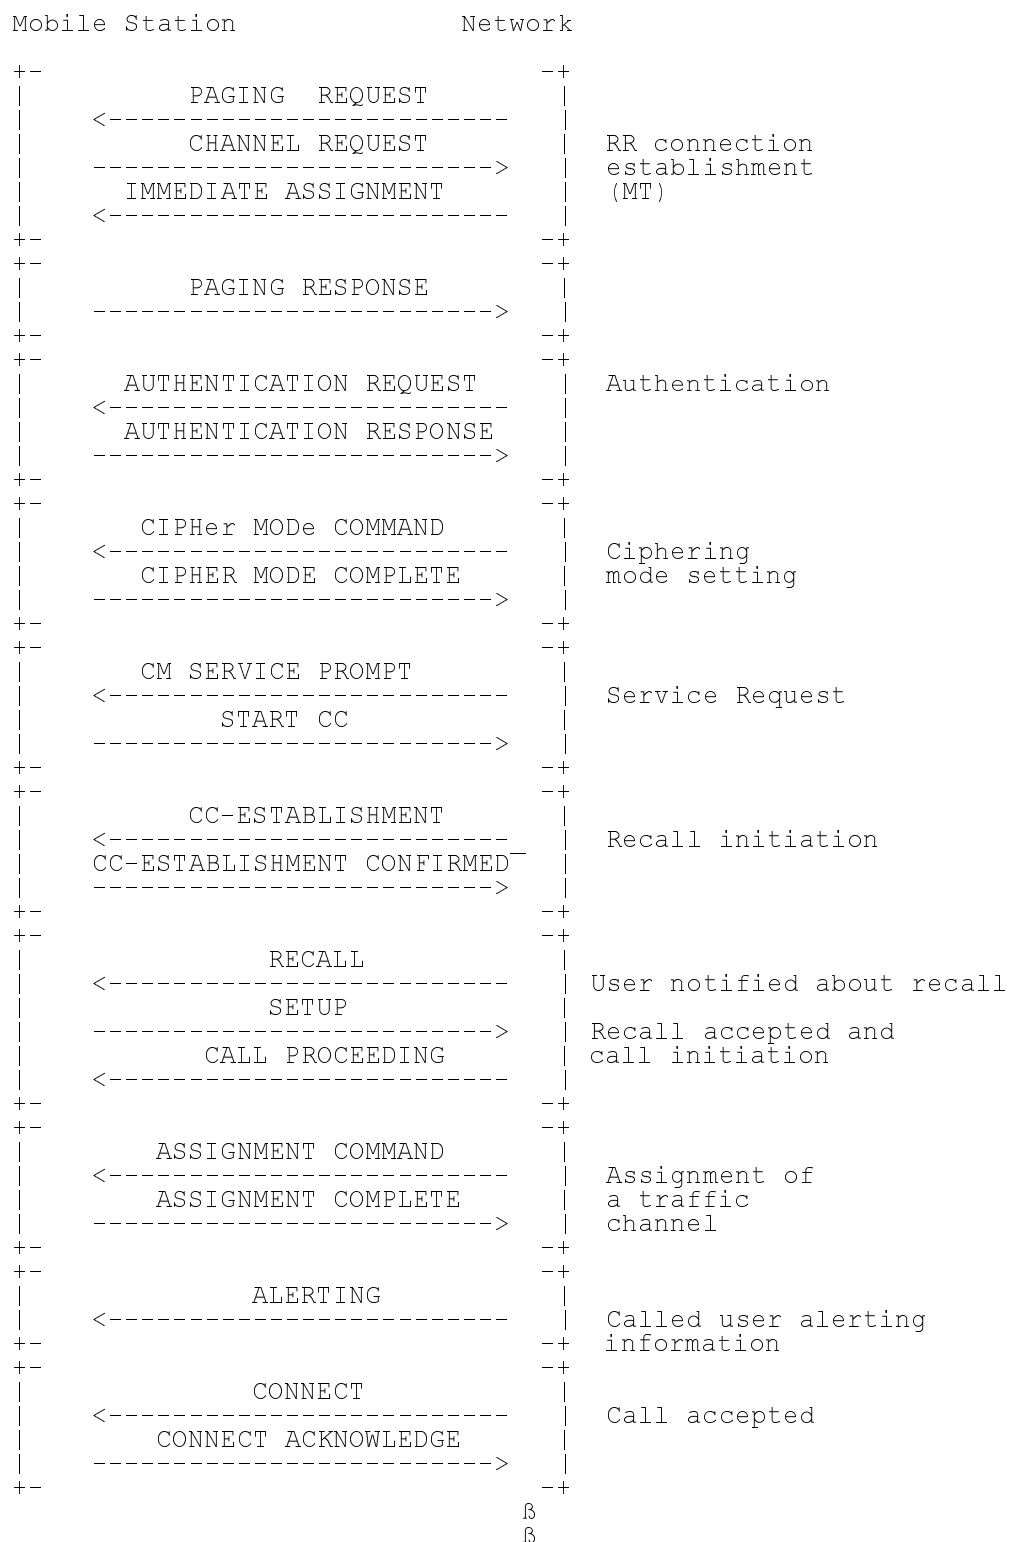 Mobile Station Network
+- -+
| PAGING  REQUEST |
| <------------------------- |
| CHANNEL REQUEST | RR connection
| -------------------------> | establishment
| IMMEDIATE ASSIGNMENT | (MT)
| <------------------------- |
+- -+
+- -+
| PAGING RESPONSE |
| -------------------------> |
+- -+
+- -+
| AUTHENTICATION REQUEST | Authentication
| <------------------------- |
| AUTHENTICATION RESPONSE |
| -------------------------> |
+- -+
+- -+
| CIPHer MODe COMMAND |
| <------------------------- | Ciphering
| CIPHER MODE COMPLETE | mode setting
| -------------------------> |
+- -+
+- -+
| CM SERVICE PROMPT |
| <------------------------- | Service Request
| START CC |
| -------------------------> |
+- -+
+- -+
| CC-ESTABLISHMENT |
| <------------------------- | Recall initiation
| CC-ESTABLISHMENT CONFIRMED¯ |
| -------------------------> |
+- -+
+- -+
| RECALL |
| <------------------------- | User notified about recall
| SETUP |
| -------------------------> | Recall accepted and
| CALL PROCEEDING | call initiation
| <------------------------- |
+- -+
+- -+
| ASSIGNMENT COMMAND |
| <------------------------- | Assignment of
| ASSIGNMENT COMPLETE | a traffic
| -------------------------> | channel
+- -+
+- -+
| ALERTING |
| <------------------------- | Called user alerting
+- -+ information
+- -+
| CONNECT |
| <------------------------- | Call accepted
| CONNECT ACKNOWLEDGE |
| -------------------------> |
+- -+
ß
ß